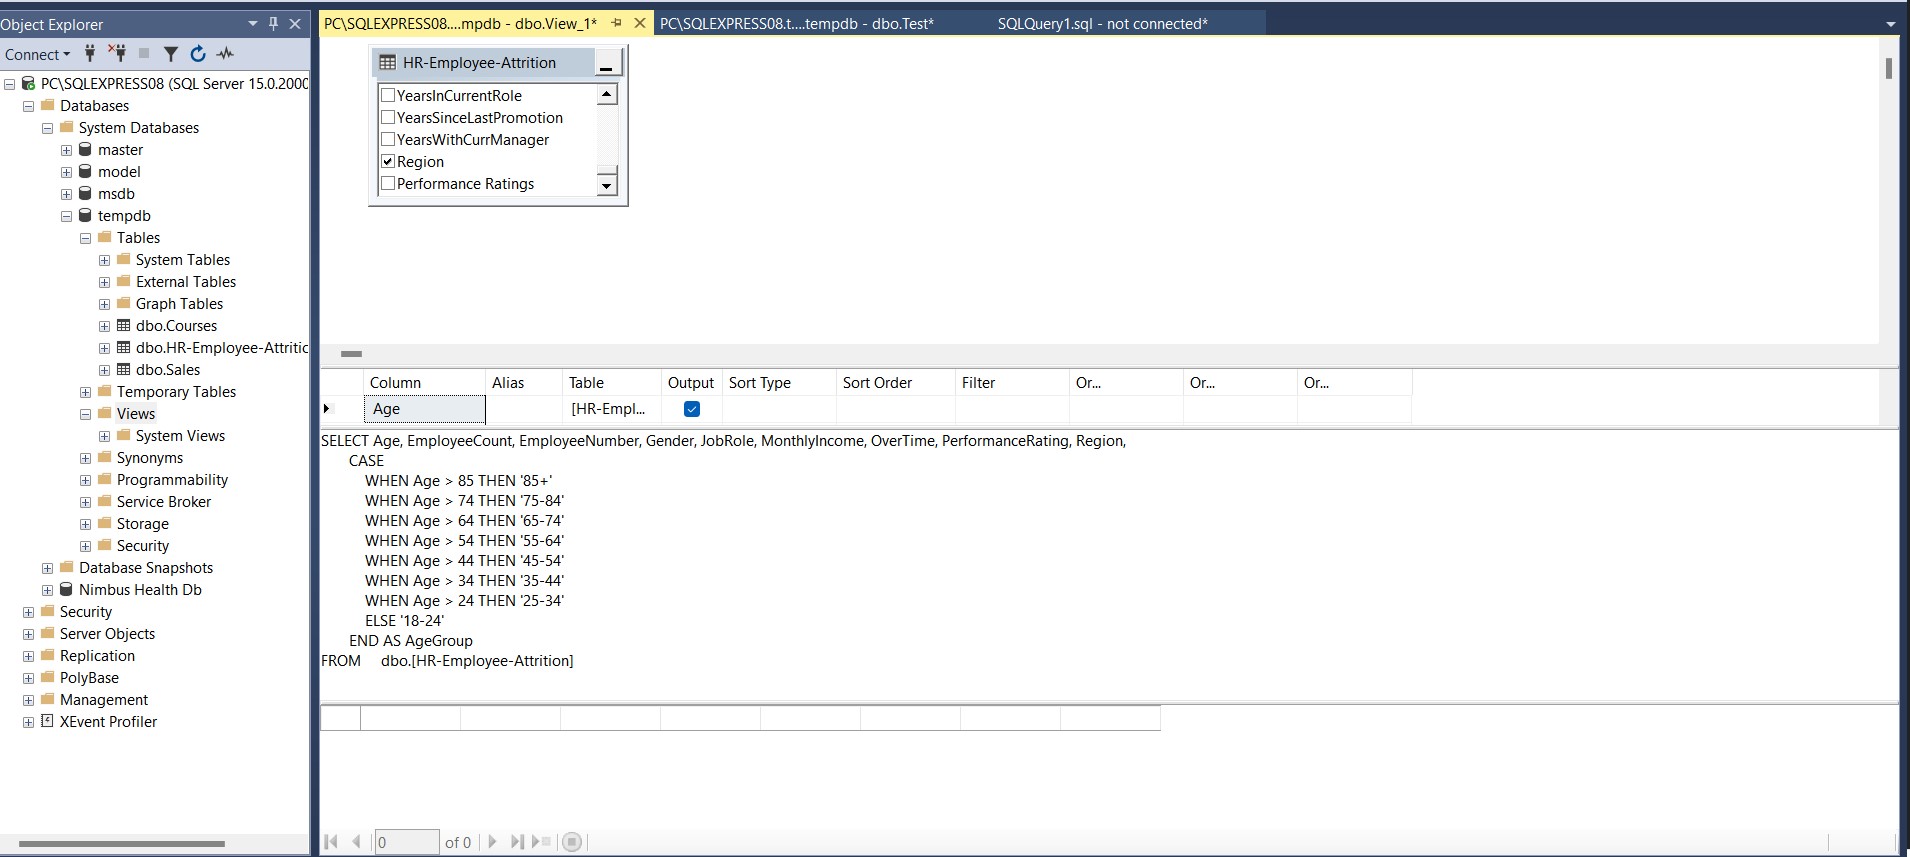 Object Explorer
Connect
PC\SQLEXPRESS08 (SQL Server 15.0.2000
Databases
System Databases
master
model
msdb
tempdb
Tables
System Tables
External Tables
Graph Tables
dbo.Courses
dbo.HR-Employee-Attritic
dbo.Sales
Temporary Tables
Views
System Views
Synonyms
Programmability
Service Broker
Storage
Security
Database Snapshots
Nimbus Health Db
Security
Server Objects
Replication
PolyBase
Management
XEvent Profiler
PC\SQLEXPRESS08....mpdb - dbo.View_1* PC\SQLEXPRESS08.t....tempdb - dbo.Test* SQLQuery1.sql - not connected*
HR-Employee-Attrition
YearsInCurrentRole
YearsSinceLastPromotion
YearsWithCurrManager
Region
Performance Ratings
Column Alias Table Output Sort Type Sort Order Filter Or... Or... Or...
Age [HR-Empl...
SELECT Age, EmployeeCount, EmployeeNumber, Gender, JobRole, MonthlyIncome, OverTime, PerformanceRating, Region,
CASE
WHEN Age > 85 THEN '85+'
WHEN Age > 74 THEN '75-84'
WHEN Age > 64 THEN '65-74'
WHEN Age > 54 THEN '55-64'
WHEN Age > 44 THEN '45-54'
WHEN Age > 34 THEN '35-44'
WHEN Age > 24 THEN '25-34'
ELSE '18-24'
END AS AgeGroup
FROM dbo.[HR-Employee-Attrition]
0 of 0